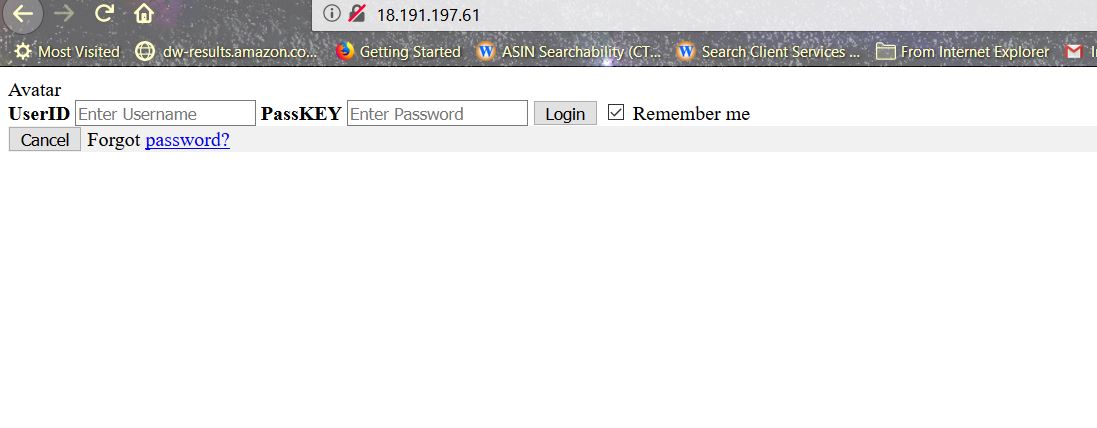 18.191.197.61
Most Visited dw-results.amazon.co... Getting Started ASIN Searchability (CT... Search Client Services ... From Internet Explorer
Avatar
UserID Enter Username PassKEY Enter Password Login Remember me
Cancel Forgot password?